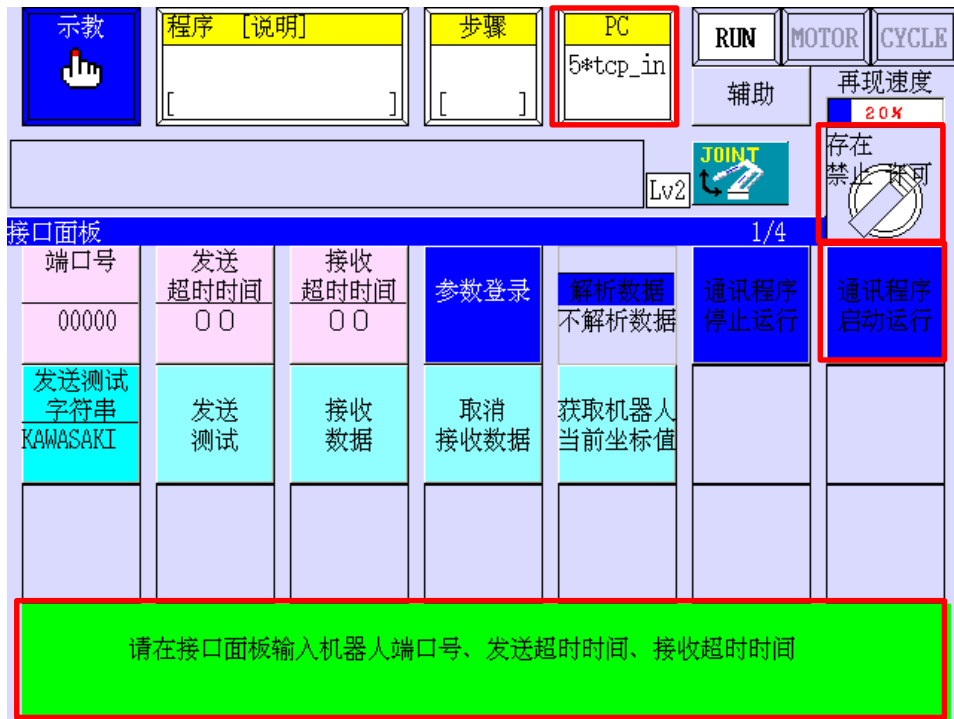 示教
程序 [说明]
步骤
PC
RUN
MOTOR
CYCLE
5*tcp_in
[ ]
[ ]
辅助
再现速度
20%
存在
禁止 许可
JOINT
Lv2
接口面板
1/4
端口号
00000
发送
超时时间
00
接收
超时时间
00
参数登录
解析数据
不解析数据
通讯程序
停止运行
通讯程序
启动运行
发送测试
字符串
KAWASAKI
发送
测试
接收
数据
取消
接收数据
获取机器人
当前坐标值
请在接口面板输入机器人端口号、发送超时时间、接收超时时间